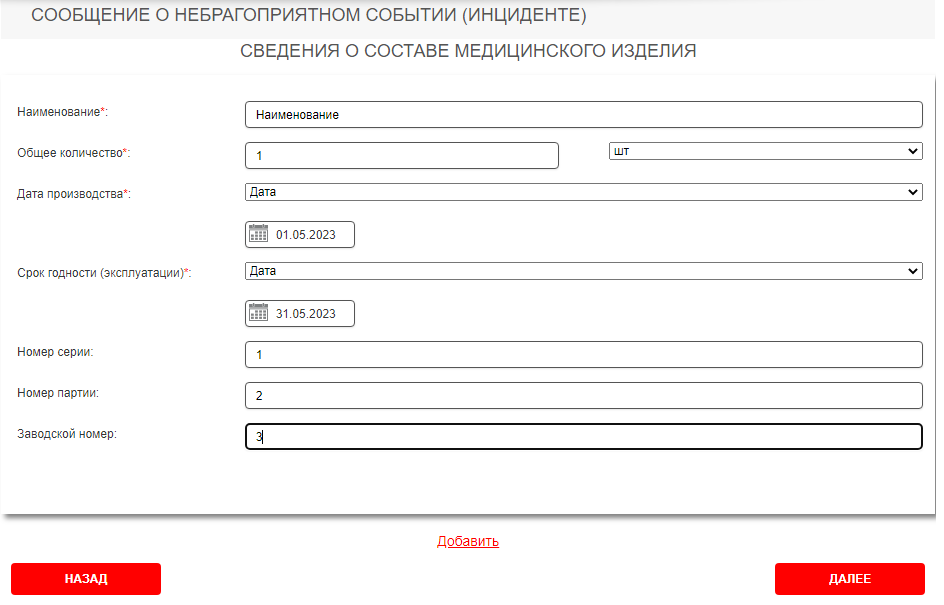 СООБЩЕНИЕ О НЕБРАГОПРИЯТНОМ СОБЫТИИ (ИНЦИДЕНТЕ)
СВЕДЕНИЯ О СОСТАВЕ МЕДИЦИНСКОГО ИЗДЕЛИЯ
Наименование*: Наименование
Общее количество*: 1 шт
Дата производства*: Дата
01.05.2023
Срок годности (эксплуатации)*: Дата
31.05.2023
Номер серии: 1
Номер партии: 2
Заводской номер: 3
Добавить
НАЗАД ДАЛЕЕ